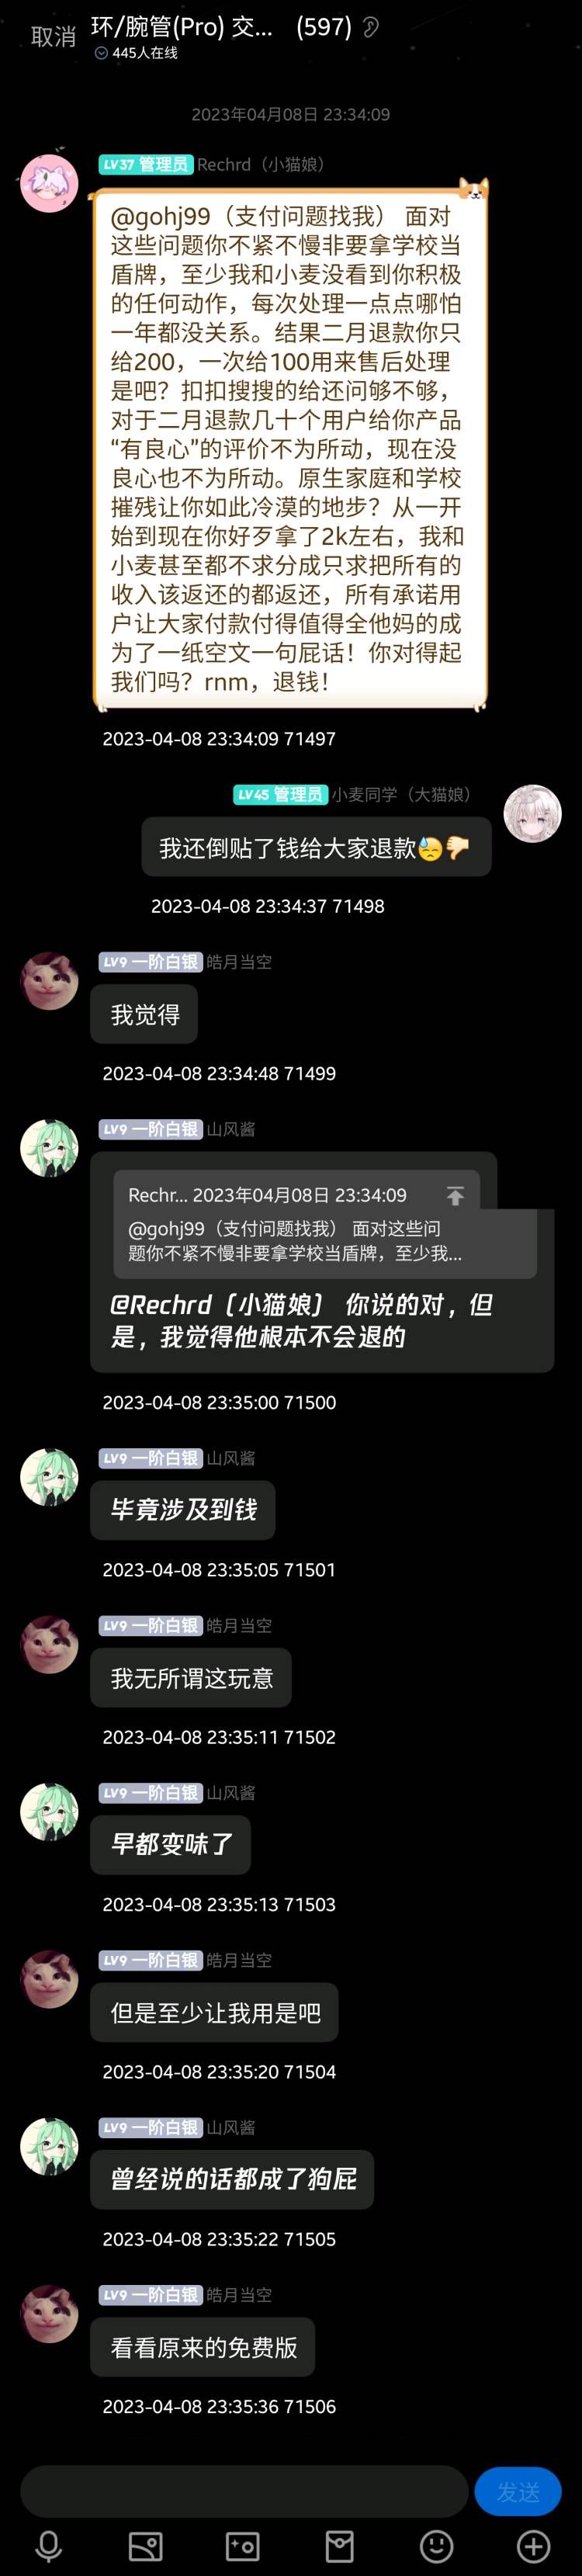 取消
环/腕管(Pro) 交... (597)
445人在线
2023年04月08日 23:34:09
LV37 管理员 Rechrd（小猫娘）
@gohj99（支付问题找我） 面对
这些问题你不紧不慢非要拿学校当
盾牌，至少我和小麦没看到你积极
的任何动作，每次处理一点点哪怕
一年都没关系。结果二月退款你只
给200，一次给100用来售后处理
是吧？扣扣搜搜的给还问够不够，
对于二月退款几十个用户给你产品
“有良心”的评价不为所动，现在没
良心也不为所动。原生家庭和学校
摧残让你如此冷漠的地步？从一开
始到现在你好歹拿了2k左右，我和
小麦甚至都不求分成只求把所有的
收入该返还的都返还，所有承诺用
户让大家付款付得值得全他妈的成
为了一纸空文一句屁话！你对得起
我们吗？rnm，退钱！
2023-04-08 23:34:09 71497
LV45 管理员 小麦同学（大猫娘）
我还倒贴了钱给大家退款😓👎
2023-04-08 23:34:37 71498
LV9 一阶白银 皓月当空
我觉得
2023-04-08 23:34:48 71499
LV9 一阶白银 山风酱
Rechr... 2023年04月08日 23:34:09
@gohj99（支付问题找我） 面对这些问
题你不紧不慢非要拿学校当盾牌，至少我...
@Rechrd（小猫娘） 你说的对，但
是，我觉得他根本不会退的
2023-04-08 23:35:00 71500
LV9 一阶白银 山风酱
毕竟涉及到钱
2023-04-08 23:35:05 71501
LV9 一阶白银 皓月当空
我无所谓这玩意
2023-04-08 23:35:11 71502
LV9 一阶白银 山风酱
早都变味了
2023-04-08 23:35:13 71503
LV9 一阶白银 皓月当空
但是至少让我用是吧
2023-04-08 23:35:20 71504
LV9 一阶白银 山风酱
曾经说的话都成了狗屁
2023-04-08 23:35:22 71505
LV9 一阶白银 皓月当空
看看原来的免费版
2023-04-08 23:35:36 71506
发送